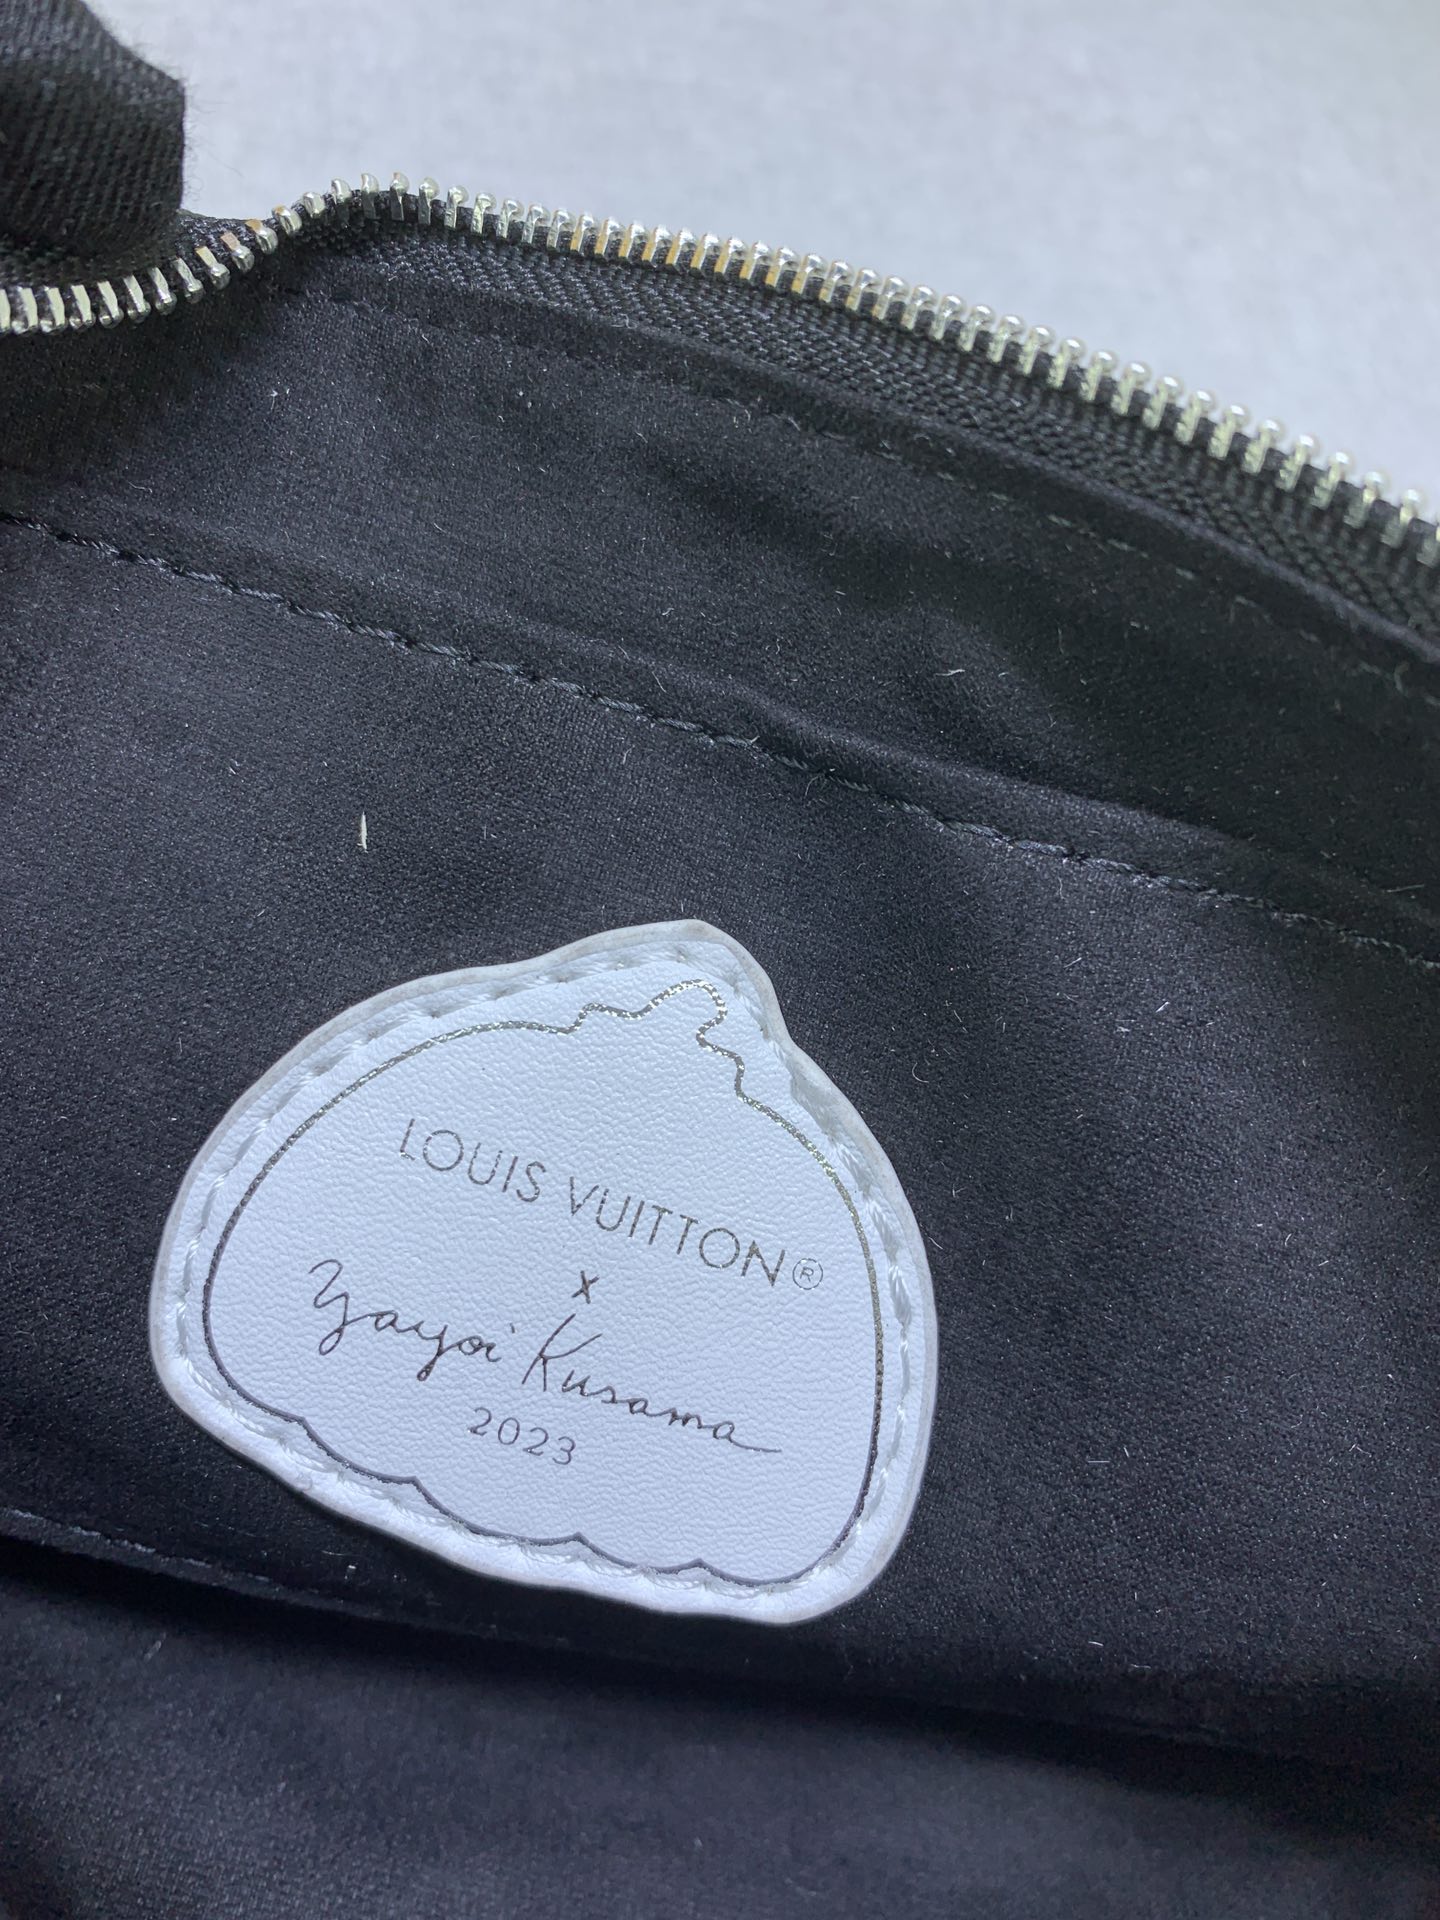 LOUIS VUITTON®
x
Yayoi Kusama
2023